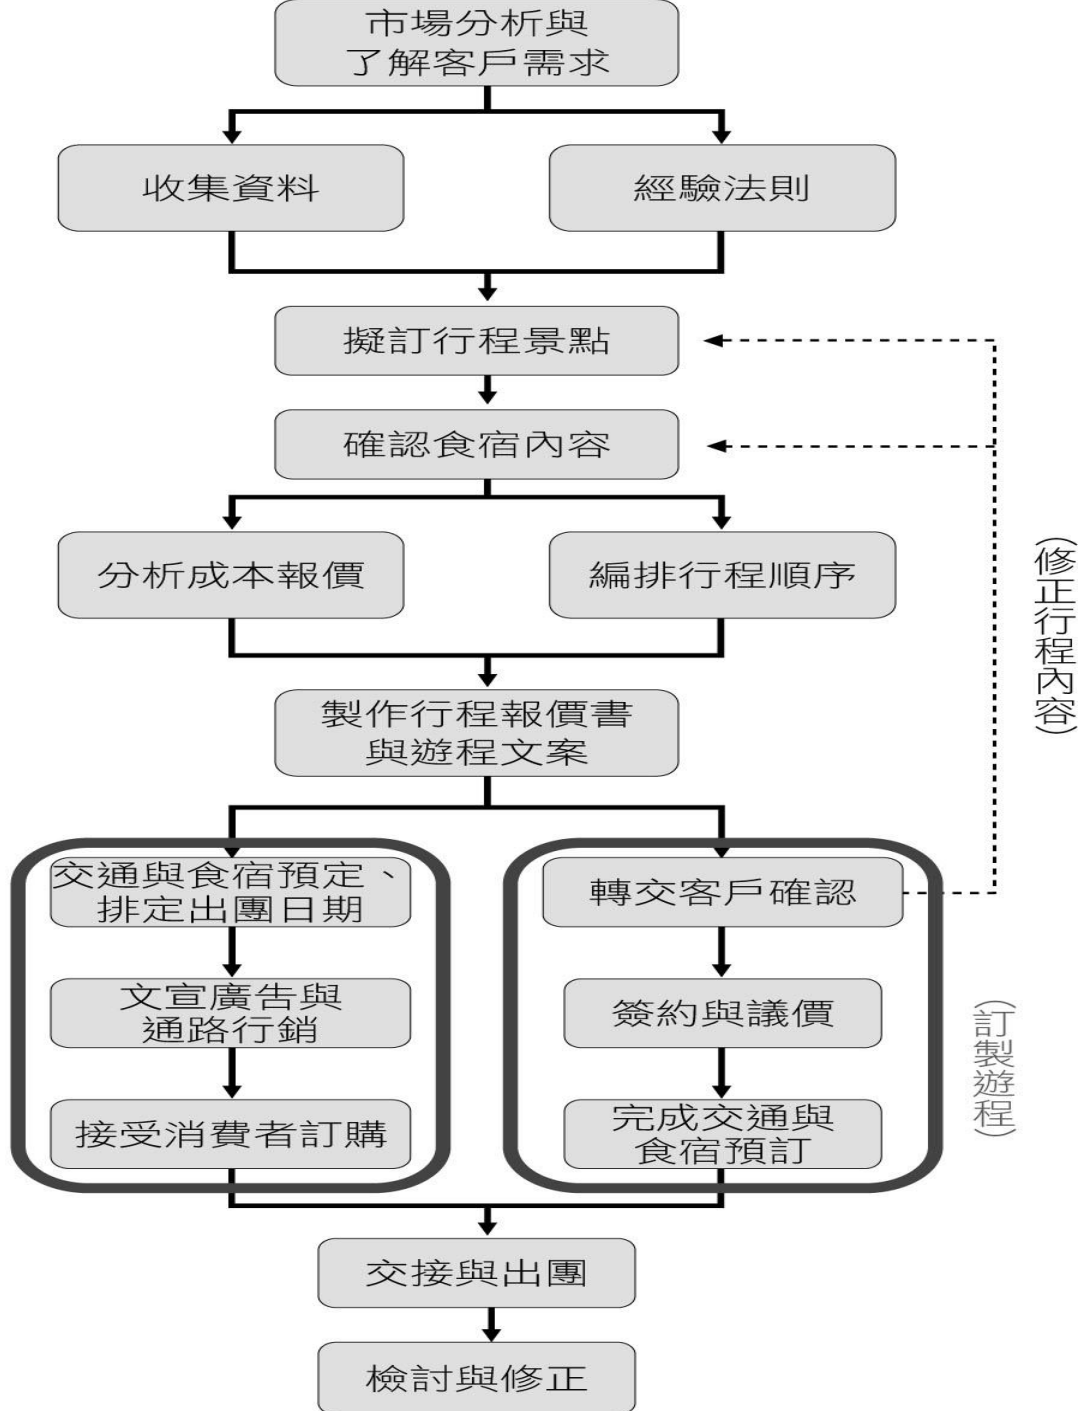 市場分析與
了解客戶需求
收集資料
經驗法則
擬訂行程景點
確認食宿內容
分析成本報價
編排行程順序
(修正行程內容)
製作行程報價書
與遊程文案
交通與食宿預定、
排定出團日期
文宣廣告與
通路行銷
接受消費者訂購
轉交客戶確認
簽約與議價
完成交通與
食宿預訂
(訂製遊程)
交接與出團
檢討與修正